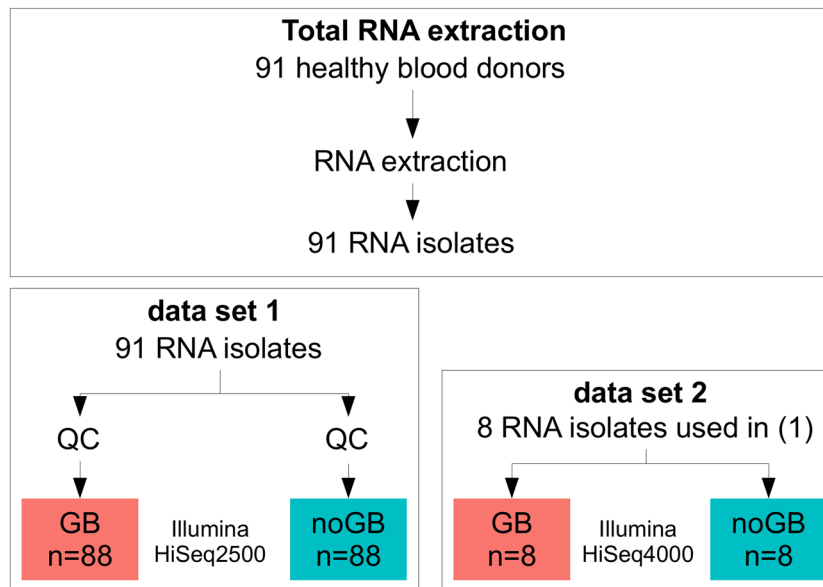 Total RNA extraction
91 healthy blood donors
RNA extraction
91 RNA isolates
data set 1
91 RNA isolates
QC
QC
GB
n=88
Illumina
HiSeq2500
noGB
n=88
data set 2
8 RNA isolates used in (1)
GB
n=8
Illumina
HiSeq4000
noGB
n=8